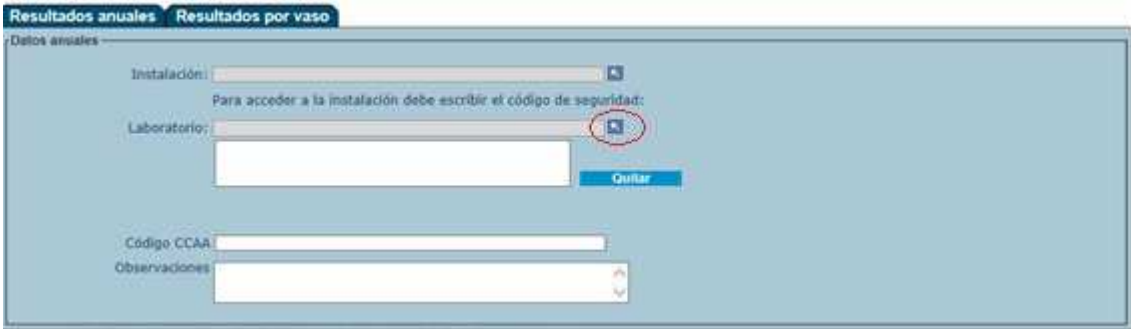 Resultados anuales Resultados por vaso
Datos anuales
Instalación:
Para acceder a la instalación debe escribir el código de seguridad:
Laboratorio:
Quitar
Código CCAA
Observaciones